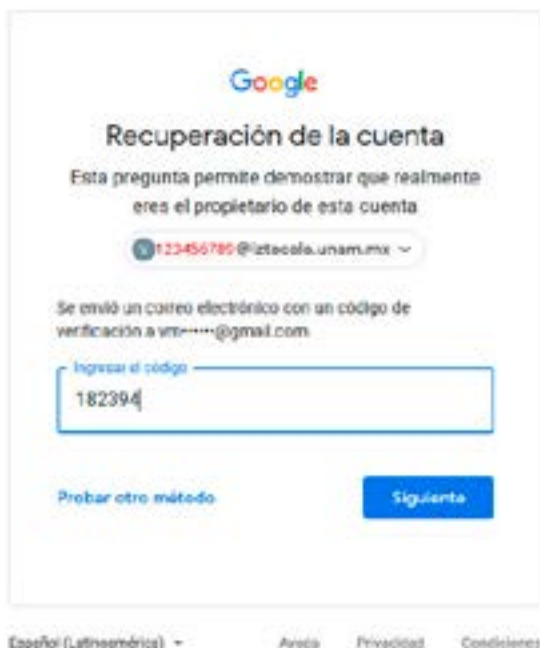 Google
Recuperación de la cuenta
Esta pregunta permite demostrar que realmente
eres el propietario de esta cuenta
123456789@iztacala.unam.mx
Se envió un correo electrónico con un código de
verificación a vm••••••@gmail.com
Ingresar el código
182394
Probar otro método
Siguiente
Español (Latinoamérica)
Ayuda
Privacidad
Condiciones